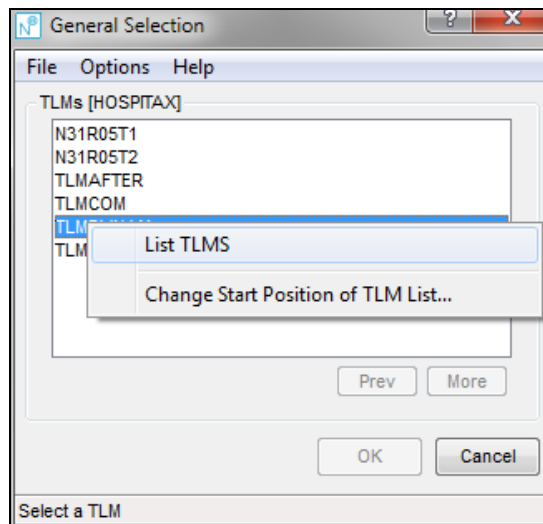 General Selection
File Options Help
TLMs [HOSPITAX]
N31R05T1
N31R05T2
TLMAFTER
TLMCOM
TLM
List TLMS
Change Start Position of TLM List...
Prev More
OK Cancel
Select a TLM